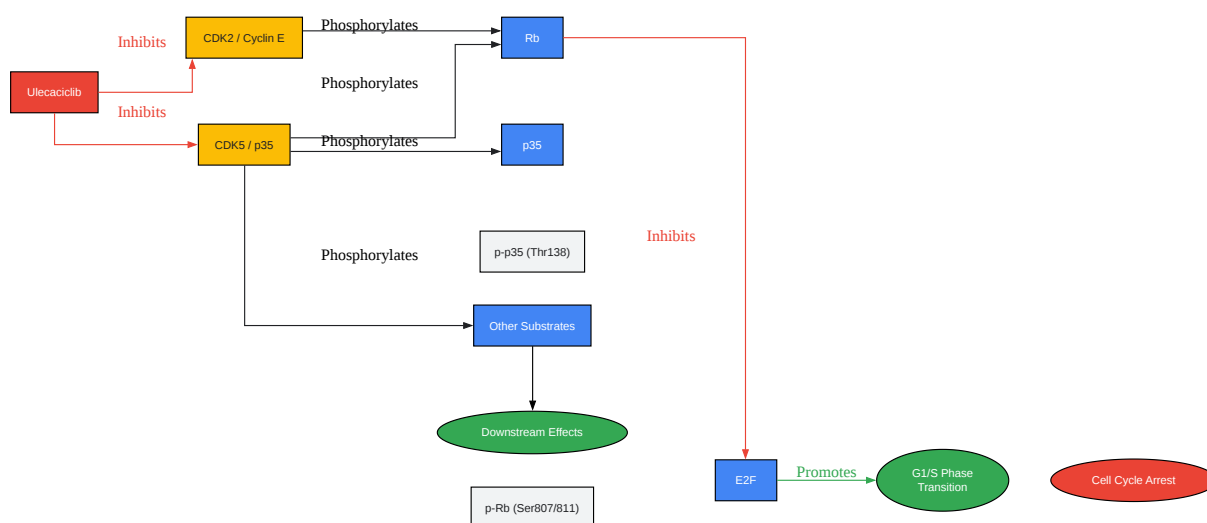 Phosphorylates
CDK2 / Cyclin E
Rb
Inhibits
Ulecaciclib
Phosphorylates
Inhibits
CDK5 / p35
Phosphorylates
p35
p-p35 (Thr138)
Phosphorylates
Inhibits
Other Substrates
Downstream Effects
E2F
Promotes
G1/S Phase
Transition
Cell Cycle Arrest
p-Rb (Ser807/811)